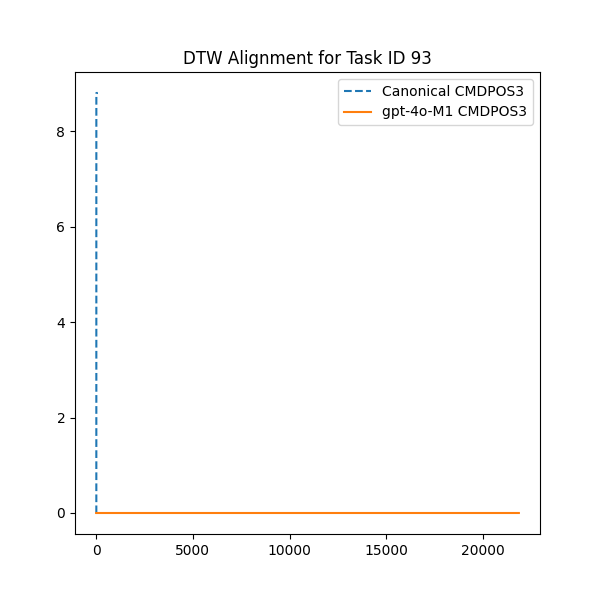 DTW Alignment for Task ID 93
Canonical CMDPOS3
gpt-4o-M1 CMDPOS3
8
6
4
2
0
0 5000 10000 15000 20000